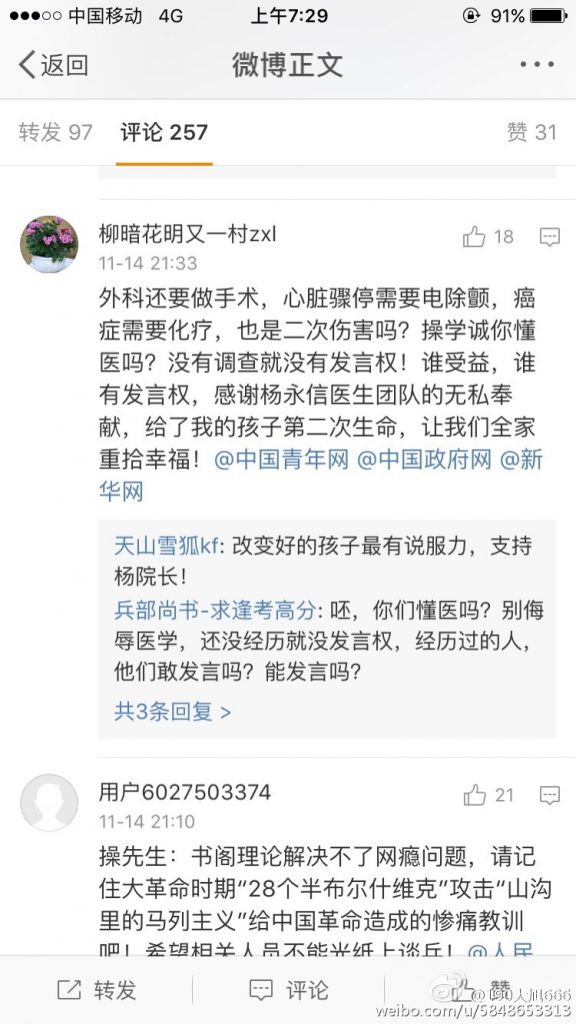 中国移动 4G 上午7:29 91%
返回 微博正文
转发 97 评论 257 赞 31
柳暗花明又一村zxl 18
11-14 21:33
外科还要做手术，心脏骤停需要电除颤，癌
症需要化疗，也是二次伤害吗？操学诚你懂
医吗？没有调查就没有发言权！谁受益，谁
有发言权，感谢杨永信医生团队的无私奉
献，给了我的孩子第二次生命，让我们全家
重拾幸福！@中国青年网 @中国政府网 @新
华网
天山雪狐kf: 改变好的孩子最有说服力，支持
杨院长！
兵部尚书-求逢考高分: 呸，你们懂医吗？别侮
辱医学，还没经历就没发言权，经历过的人，
他们敢发言吗？能发言吗？
共3条回复 >
用户6027503374 21
11-14 21:10
操先生：书阁理论解决不了网瘾问题，请记
住大革命时期“28个半布尔什维克”攻击“山沟
里的马列主义”给中国革命造成的惨痛教训
吧！希望相关人员不能光纸上谈兵！@人民
转发 评论 赞
weibo.com/u/5848653313